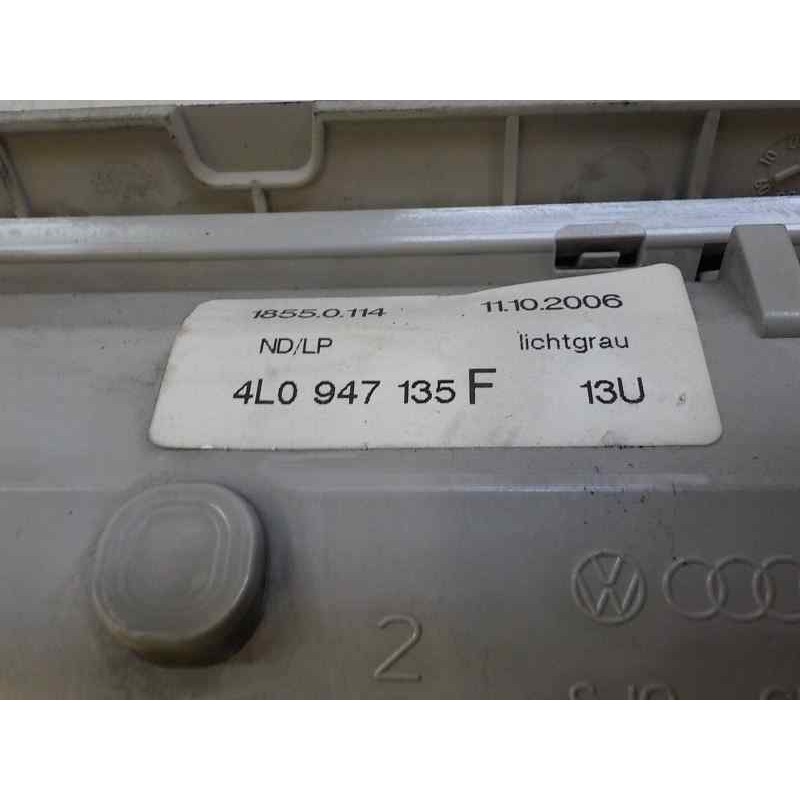 1855.0.114 11.10.2006
ND/LP lichtgrau
4L0 947 135 F 13U
2